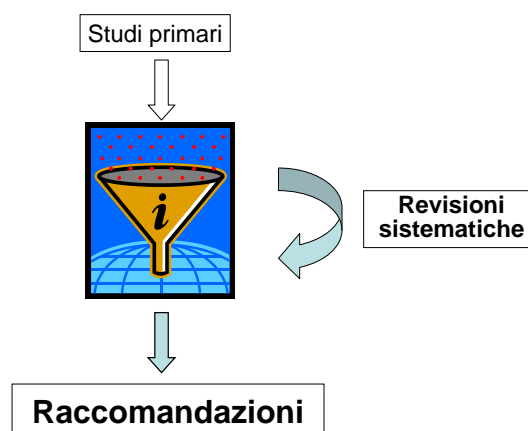 Studi primari
i
Revisioni
sistematiche
Raccomandazioni